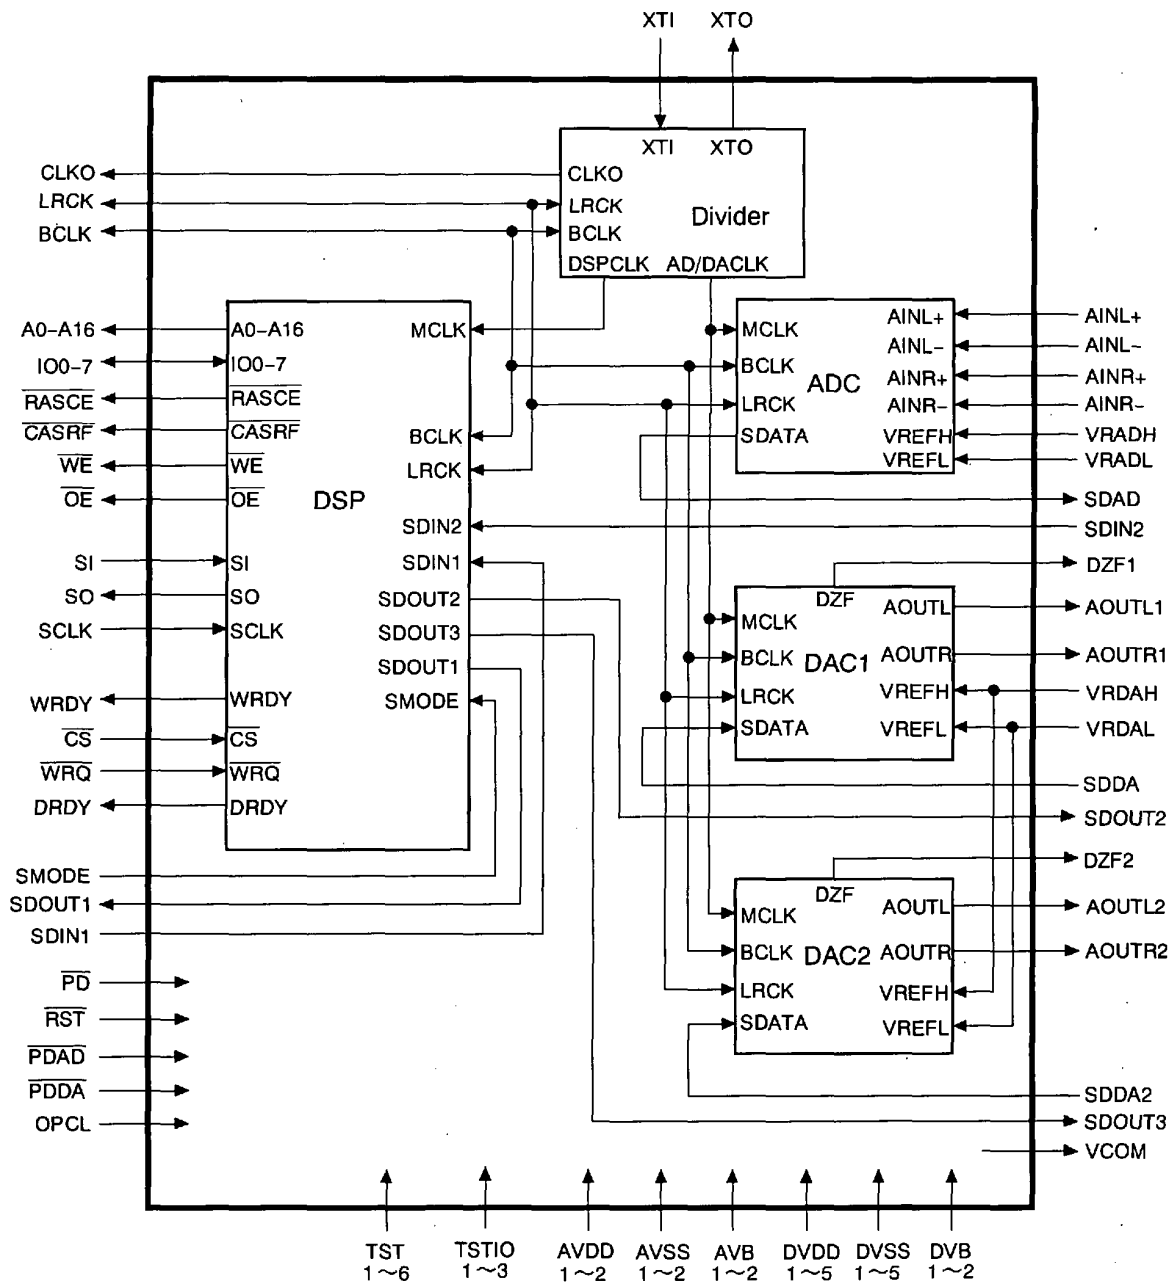 XTI XTO
XTI XTO
CLKO CLKO
LRCK LRCK
Divider
BCLK BCLK
DSPCLK AD/DACLK
A0-A16 A0-A16 MCLK MCLK AINL+ AINL+
IO0-7 IO0-7 BCLK AINL- AINL-
ADC
RASCE RASCE LRCK AINR+ AINR+
AINR- AINR-
CASRF CASRF BCLK SDATA VREFH VRADH
WE WE LRCK VREFL VRADL
OE OE DSP SDAD
SDIN2 SDIN2
SI SI SDIN1 DZF1
SO SO SDOUT2 DZF AOUTL AOUTL1
SCLK SCLK SDOUT3 MCLK
DAC1
SDOUT1 BCLK AOUTR AOUTR1
WRDY WRDY SMODE LRCK VREFH VRDAH
CS CS SDATA VREFL VRDAL
WRQ WRQ SDDA
DRDY DRDY SDOUT2
SMODE DZF2
SDOUT1 DZF AOUTL AOUTL2
MCLK
SDIN1 BCLK DAC2 AOUTR AOUTR2
PD LRCK VREFH
RST SDATA VREFL
PDAD
PDDA SDDA2
OPCL SDOUT3
VCOM
TST TSTIO AVDD AVSS AVB DVDD DVSS DVB
1~6 1~3 1~2 1~2 1~2 1~5 1~5 1~2